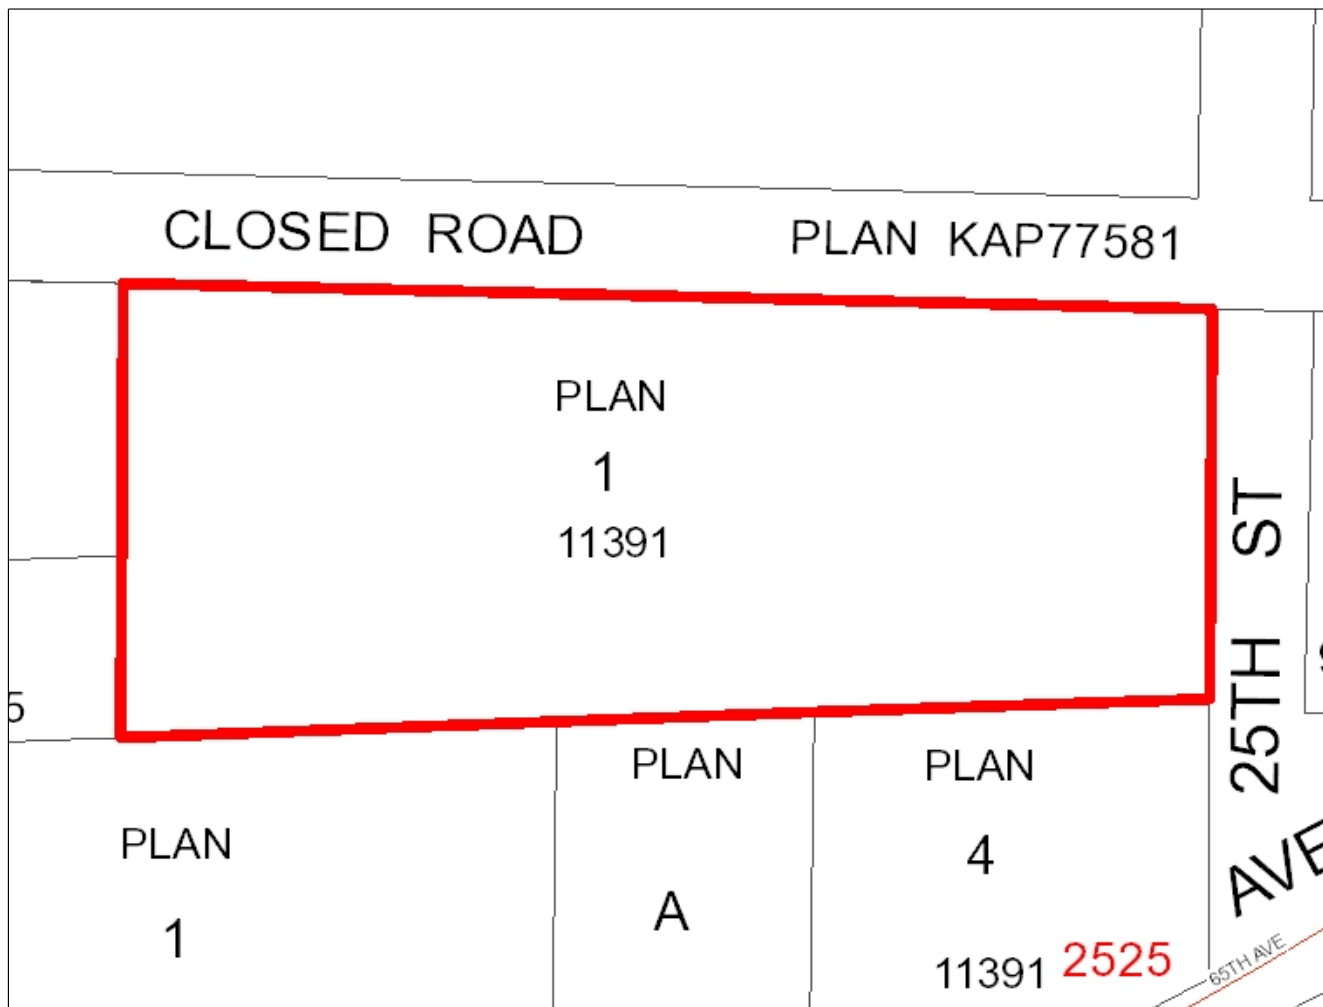 CLOSED ROAD PLAN KAP77581
PLAN
1
11391
25TH ST
5
PLAN
1
PLAN
A
PLAN
4
11391 2525
AVE
65TH AVE